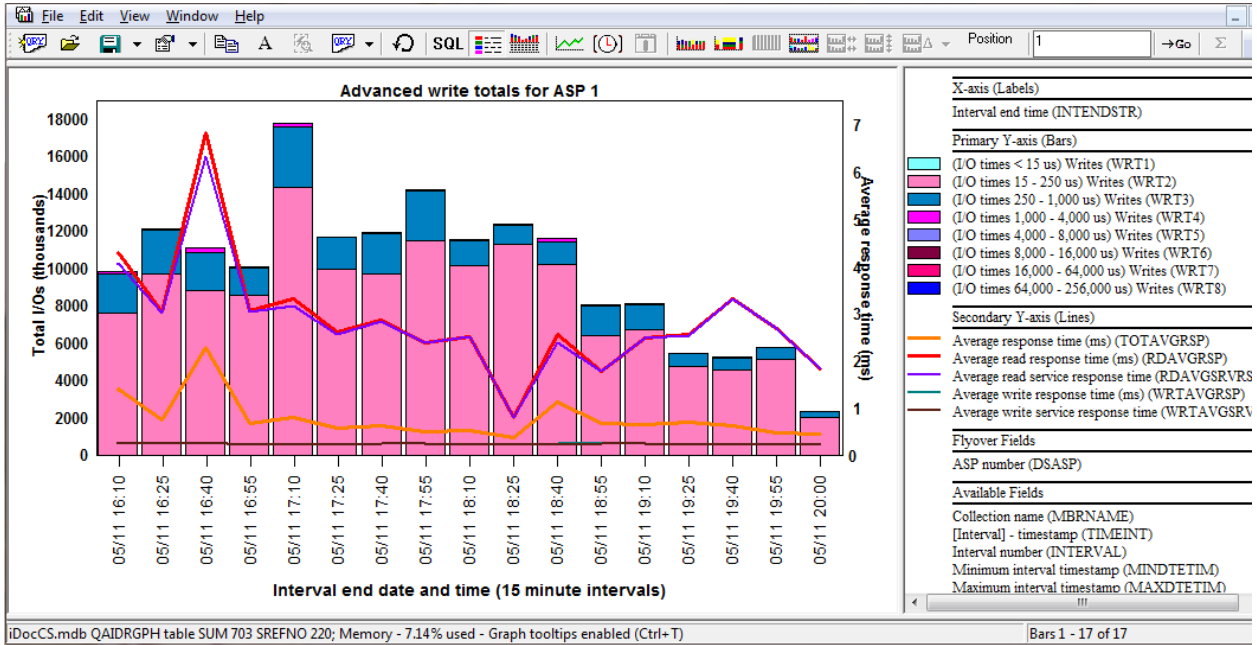 File Edit View Window Help
QRY A QRY SQL Position 1 →Go Σ
Advanced write totals for ASP 1
Total I/Os (thousands)
18000
16000
14000
12000
10000
8000
6000
4000
2000
0
7
6
5
4
3
2
1
0
Average response time (ms)
05/11 16:10
05/11 16:25
05/11 16:40
05/11 16:55
05/11 17:10
05/11 17:25
05/11 17:40
05/11 17:55
05/11 18:10
05/11 18:25
05/11 18:40
05/11 18:55
05/11 19:10
05/11 19:25
05/11 19:40
05/11 19:55
05/11 20:00
Interval end date and time (15 minute intervals)
X-axis (Labels)
Interval end time (INTENDSTR)
Primary Y-axis (Bars)
(I/O times < 15 us) Writes (WRT1)
(I/O times 15 - 250 us) Writes (WRT2)
(I/O times 250 - 1,000 us) Writes (WRT3)
(I/O times 1,000 - 4,000 us) Writes (WRT4)
(I/O times 4,000 - 8,000 us) Writes (WRT5)
(I/O times 8,000 - 16,000 us) Writes (WRT6)
(I/O times 16,000 - 64,000 us) Writes (WRT7)
(I/O times 64,000 - 256,000 us) Writes (WRT8)
Secondary Y-axis (Lines)
Average response time (ms) (TOTAVGRSP)
Average read response time (ms) (RDAVGRSP)
Average read service response time (RDAVGSRVRS
Average write response time (ms) (WRTAVGRSP)
Average write service response time (WRTAVGSRV
Flyover Fields
ASP number (DSASP)
Available Fields
Collection name (MBRNAME)
[Interval] - timestamp (TIMEINT)
Interval number (INTERVAL)
Minimum interval timestamp (MINDTETIM)
Maximum interval timestamp (MAXDTETIM)
iDocCS.mdb QAIDRGPH table SUM 703 SREFNO 220; Memory - 7.14% used - Graph tooltips enabled (Ctrl+T)
Bars 1 - 17 of 17